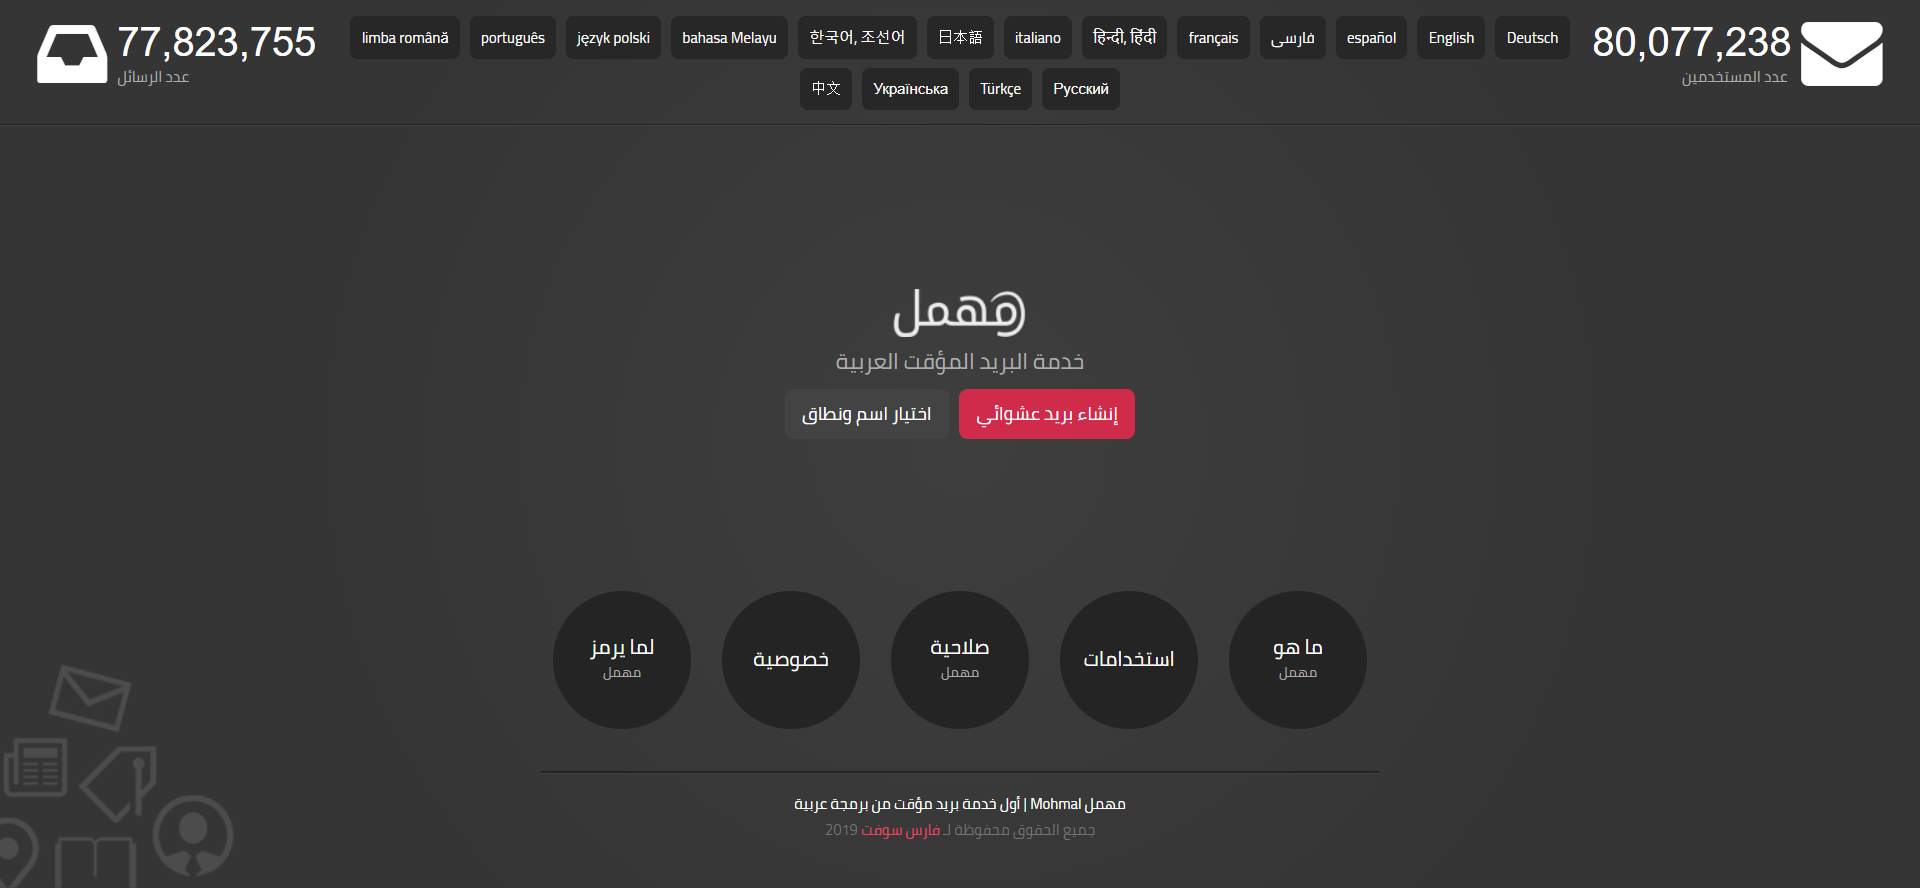 80,077,238
عدد المستخدمين
Deutsch
English
español
فارسی
français
हिन्दी, हिंदी
italiano
日本語
한국어, 조선어
bahasa Melayu
język polski
português
limba română
Русский
Türkçe
Українська
中文
77,823,755
عدد الرسائل
مهمل
خدمة البريد المؤقت العربية
إنشاء بريد عشوائي
اختيار اسم ونطاق
ما هو
مهمل
استخدامات
صلاحية
مهمل
خصوصية
لما يرمز
مهمل
مهمل Mohmal | أول خدمة بريد مؤقت من برمجة عربية
جميع الحقوق محفوظة لـ فارس سوفت 2019